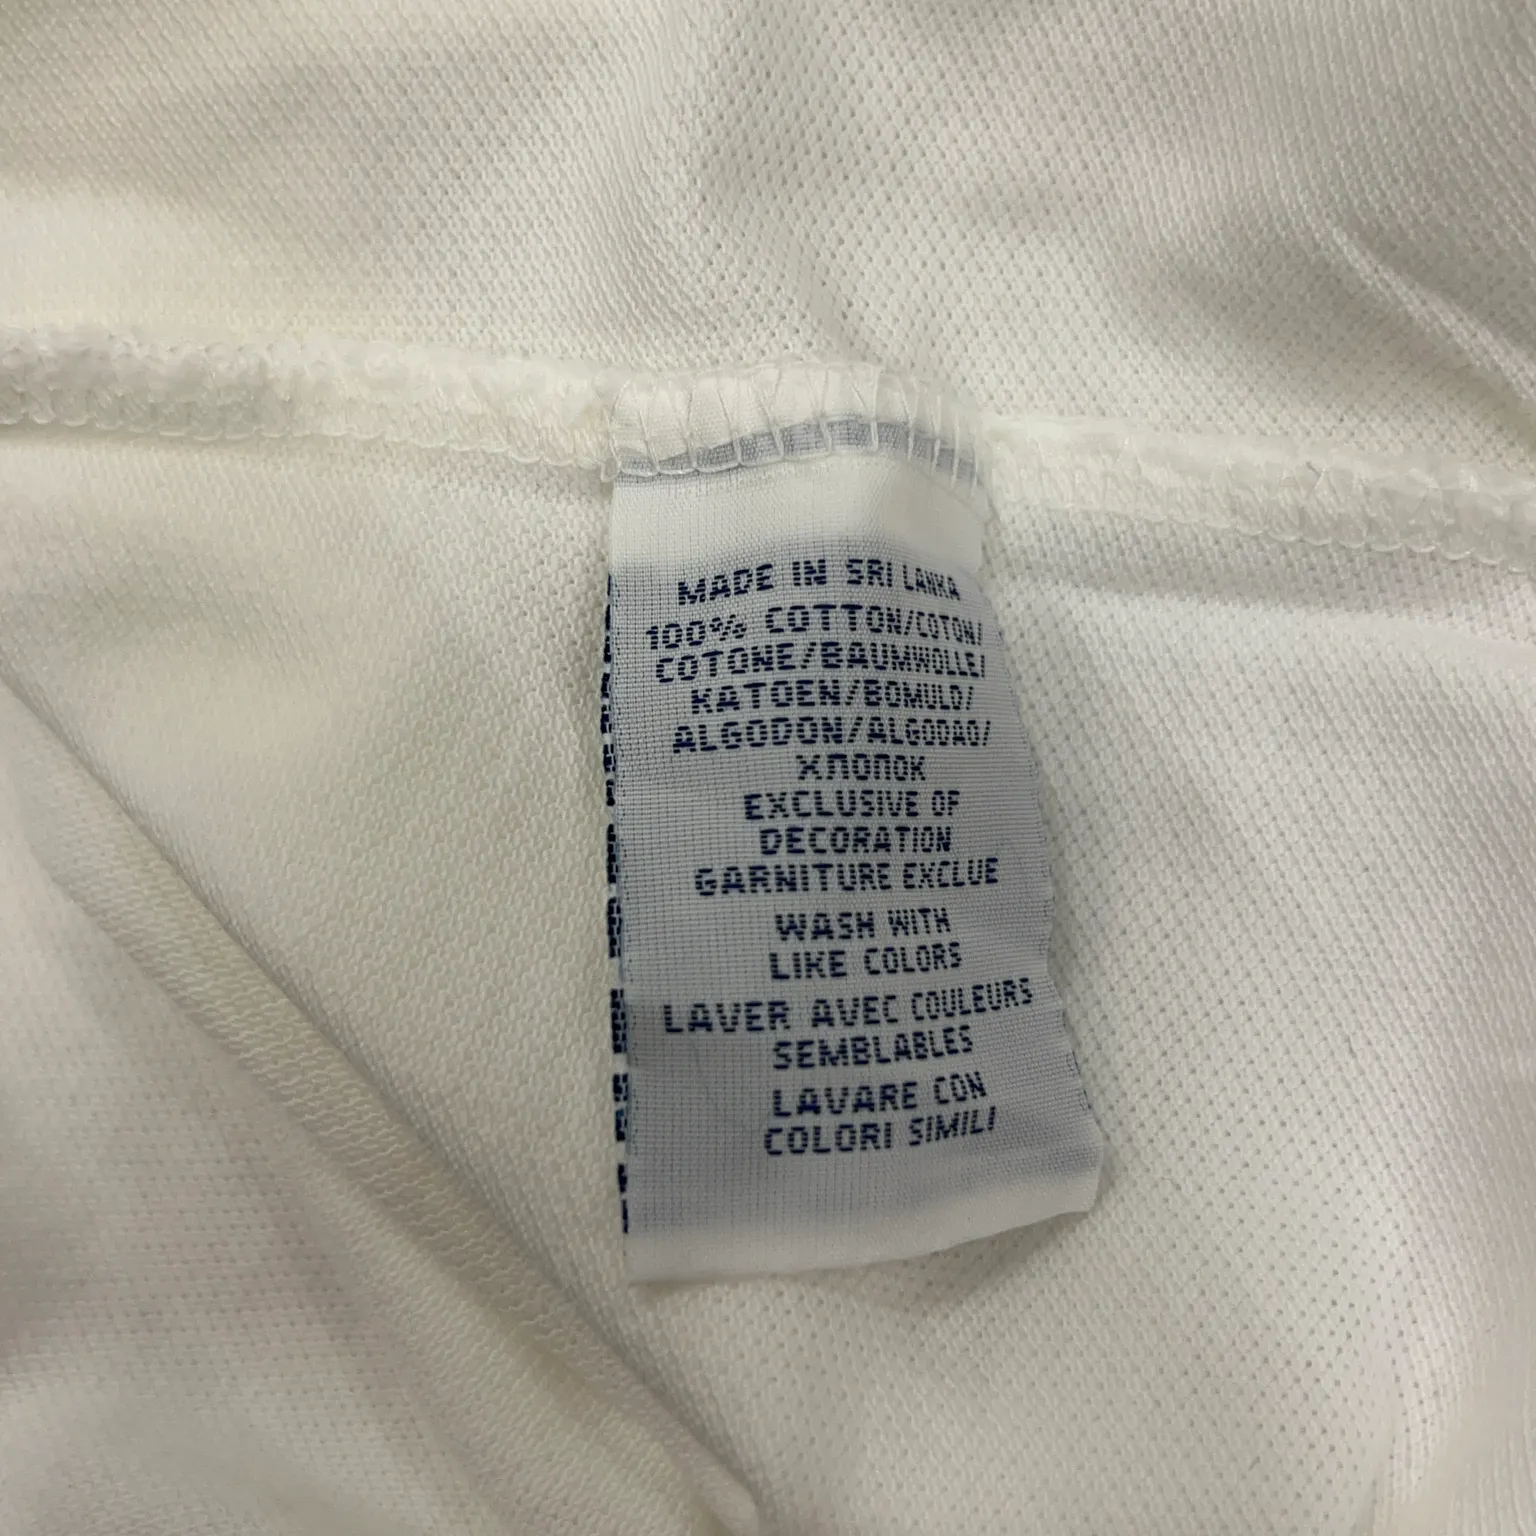 MADE IN SRI LANKA
100% COTTON/COTON/
COTONE/BAUMWOLLE/
KATOEN/BOMULD/
ALGODON/ALGODAO/
ХЛОПОК
EXCLUSIVE OF
DECORATION
GARNITURE EXCLUE
WASH WITH
LIKE COLORS
LAVER AVEC COULEURS
SEMBLABLES
LAVARE CON
COLORI SIMILI